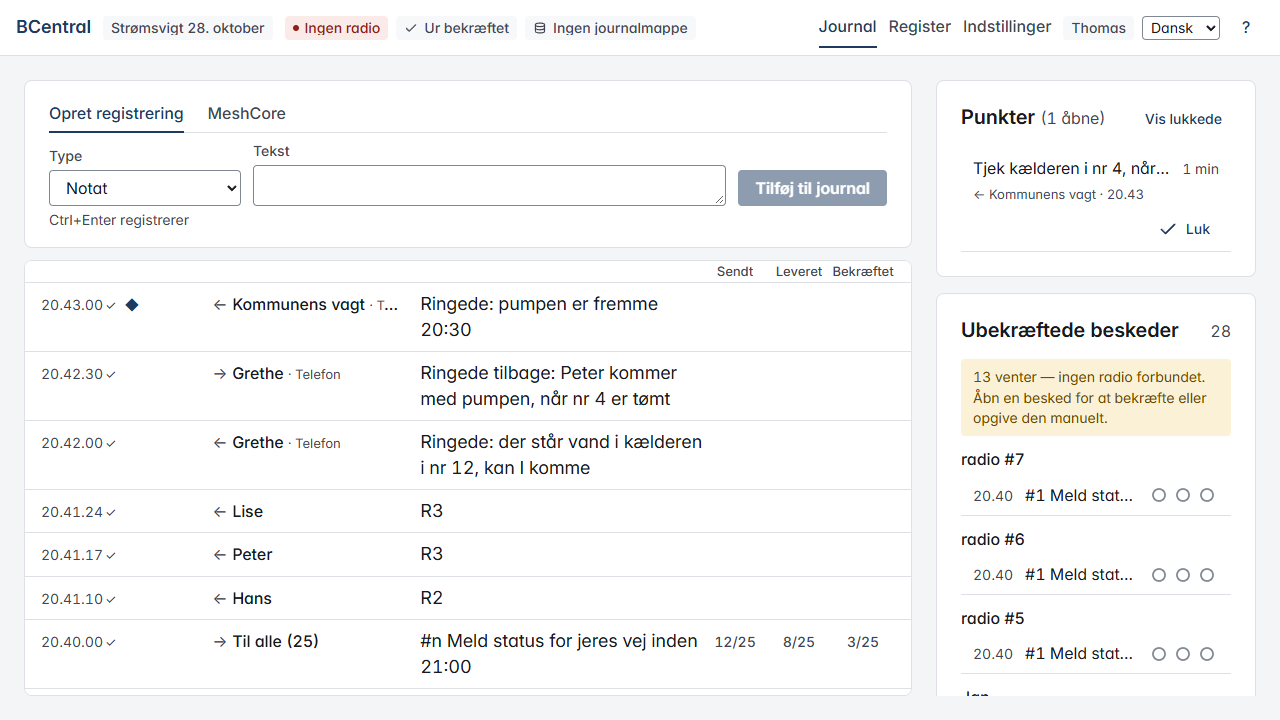 BCentral
Strømsvigt 28. oktober
Ingen radio
Ur bekræftet
Ingen journalmappe
Journal
Register
Indstillinger
Thomas
Dansk
?
Opret registrering
MeshCore
Type
Notat
Ctrl+Enter registrerer
Tekst
Tilføj til journal
Sendt Leveret Bekræftet
20.43.00 ← Kommunens vagt · T...
Ringede: pumpen er fremme
20:30
20.42.30 → Grethe · Telefon
Ringede tilbage: Peter kommer
med pumpen, når nr 4 er tømt
20.42.00 ← Grethe · Telefon
Ringede: der står vand i kælderen
i nr 12, kan I komme
20.41.24 ← Lise R3
20.41.17 ← Peter R3
20.41.10 ← Hans R2
20.40.00 → Til alle (25)
#n Meld status for jeres vej inden
21:00
12/25 8/25 3/25
Punkter (1 åbne)
Vis lukkede
Tjek kælderen i nr 4, når... 1 min
← Kommunens vagt · 20.43
Luk
Ubekræftede beskeder 28
13 venter — ingen radio forbundet.
Åbn en besked for at bekræfte eller
opgive den manuelt.
radio #7
20.40 #1 Meld stat...
radio #6
20.40 #1 Meld stat...
radio #5
20.40 #1 Meld stat...